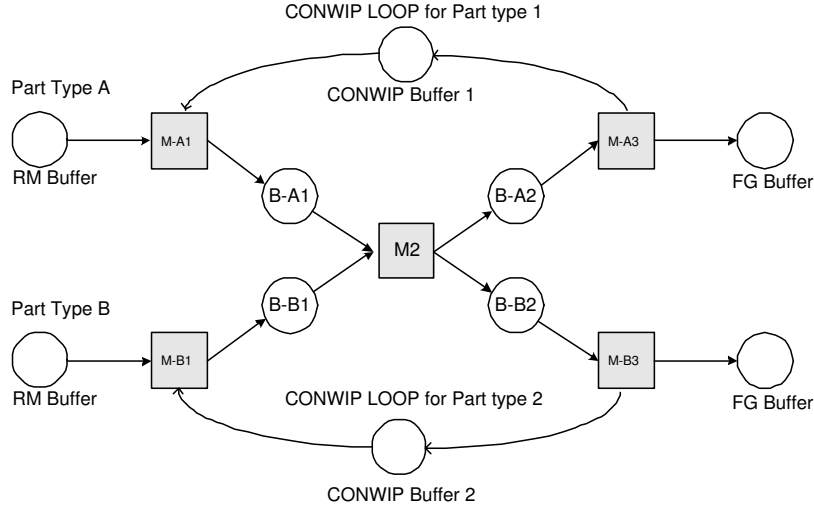 CONWIP LOOP for Part type 1
CONWIP Buffer 1
Part Type A
M-A1
M-A3
RM Buffer
FG Buffer
B-A1
B-A2
M2
B-B1
B-B2
Part Type B
M-B1
M-B3
RM Buffer
FG Buffer
CONWIP LOOP for Part type 2
CONWIP Buffer 2